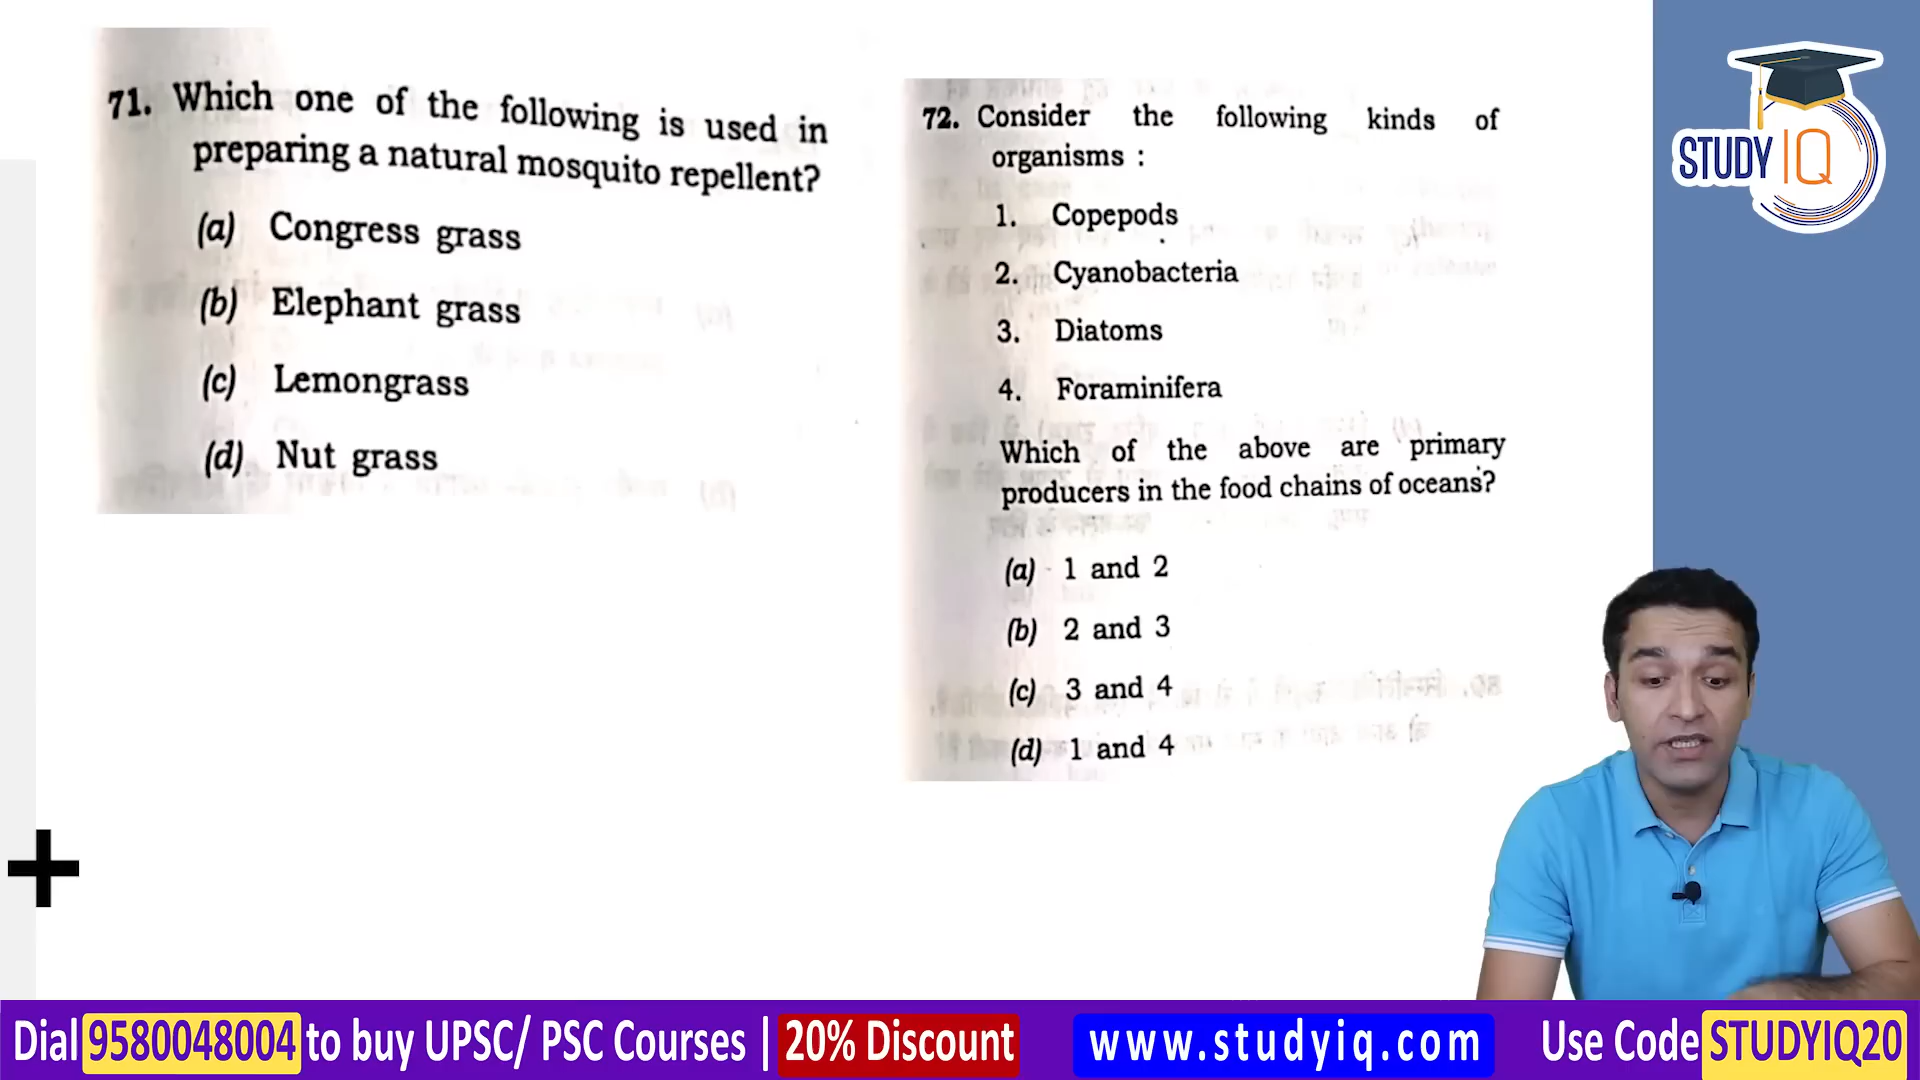 71. Which one of the following is used in
preparing a natural mosquito repellent?
(a) Congress grass
(b) Elephant grass
(c) Lemongrass
(d) Nut grass
72. Consider the following kinds of
organisms :
1. Copepods
2. Cyanobacteria
3. Diatoms
4. Foraminifera
Which of the above are primary
producers in the food chains of oceans?
(a) 1 and 2
(b) 2 and 3
(c) 3 and 4
(d) 1 and 4
STUDY IQ
Dial 9580048004 to buy UPSC/ PSC Courses | 20% Discount www.studyiq.com Use Code STUDYIQ20